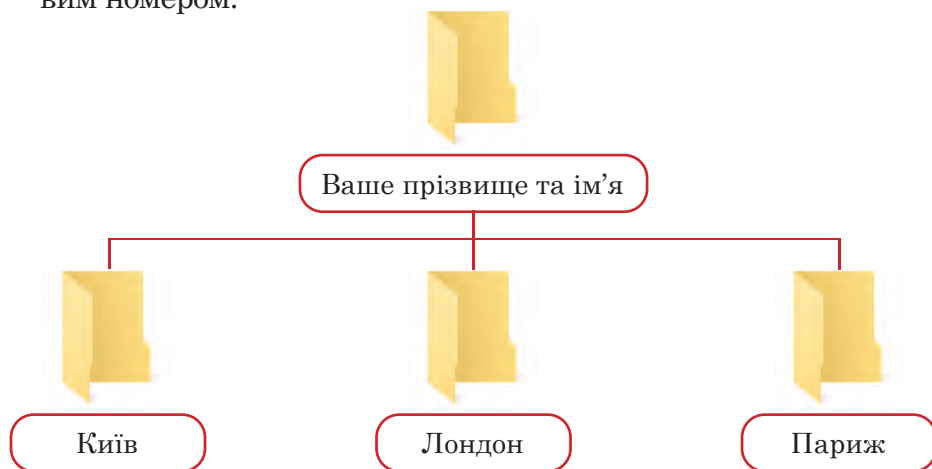 вим номером.
Ваше прізвище та ім’я
Київ
Лондон
Париж